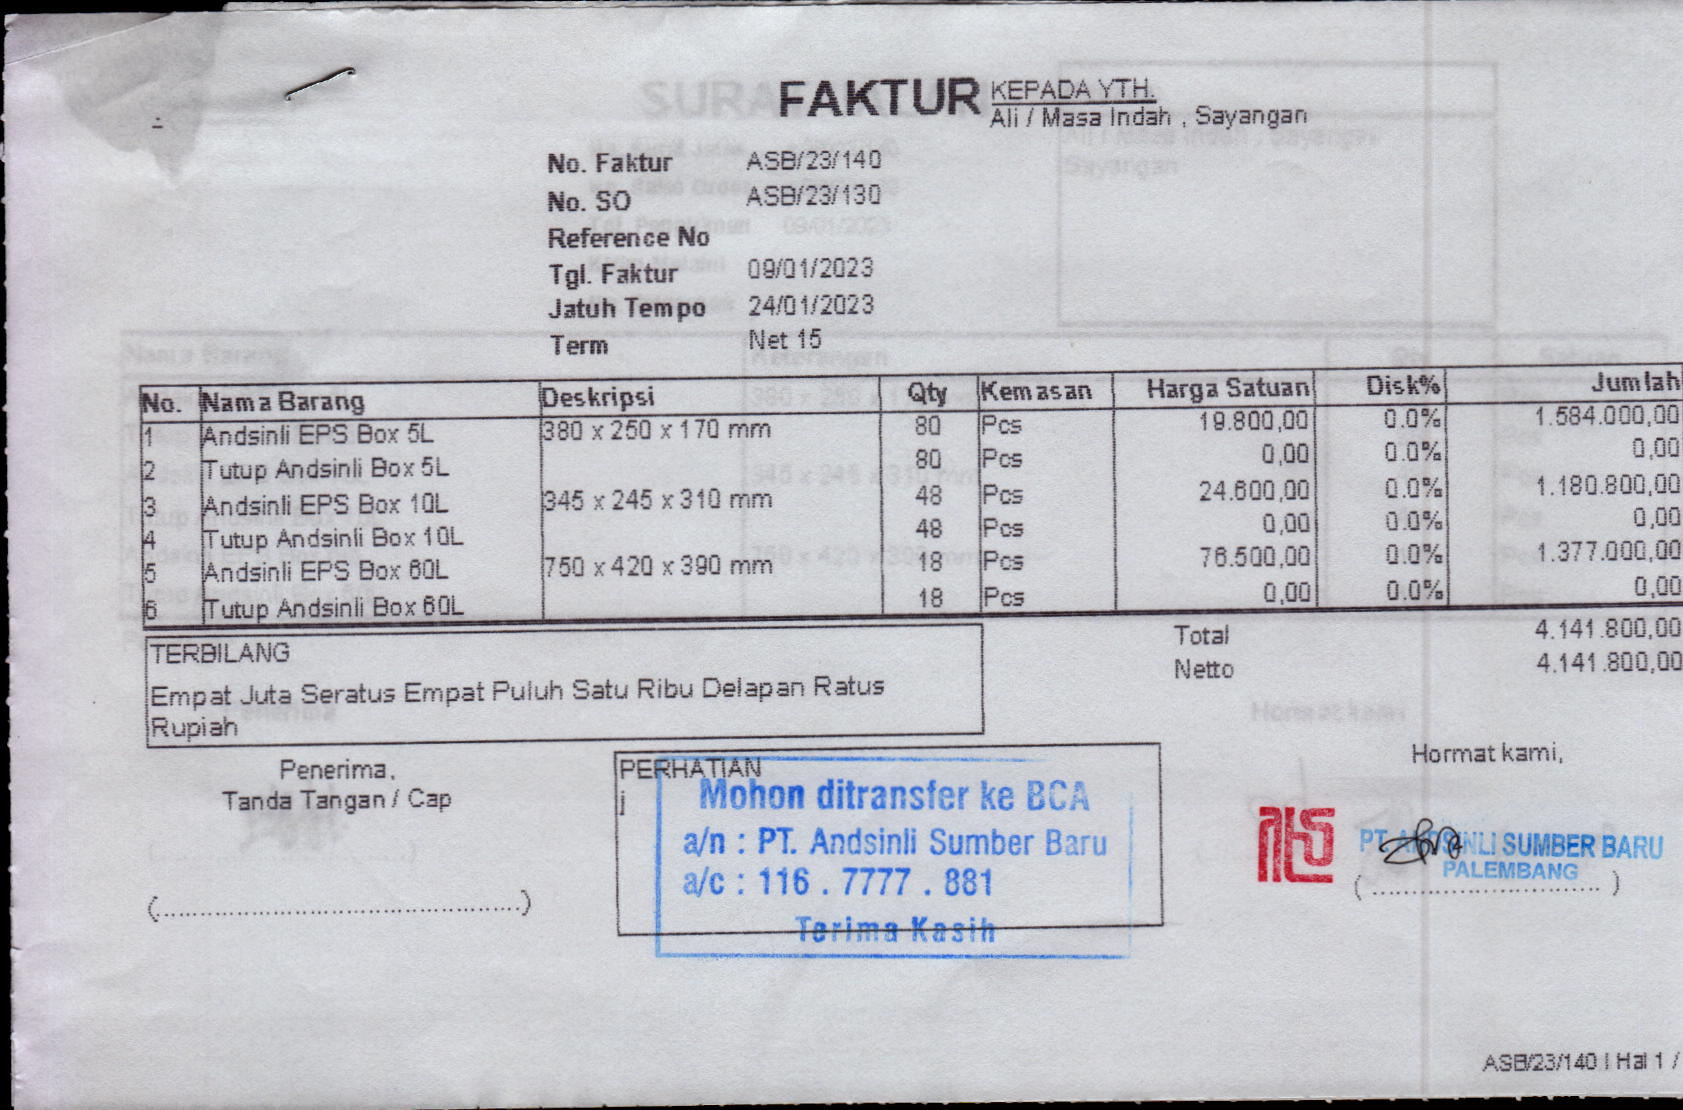 FAKTUR
KEPADA YTH.
Ali / Masa Indah , Sayangan
No. Faktur ASB/23/140
No. SO ASB/23/130
Reference No
Tgl. Faktur 09/01/2023
Jatuh Tempo 24/01/2023
Term Net 15
No. Nama Barang Deskripsi Qty Kemasan Harga Satuan Disk% Jumlah
1 Andsinli EPS Box 5L 380 x 250 x 170 mm 80 Pcs 19.800,00 0.0% 1.584.000,00
2 Tutup Andsinli Box 5L 80 Pcs 0,00 0.0% 0,00
3 Andsinli EPS Box 10L 345 x 245 x 310 mm 48 Pcs 24.600,00 0.0% 1.180.800,00
4 Tutup Andsinli Box 10L 48 Pcs 0,00 0.0% 0,00
5 Andsinli EPS Box 60L 750 x 420 x 390 mm 18 Pcs 76.500,00 0.0% 1.377.000,00
6 Tutup Andsinli Box 60L 18 Pcs 0,00 0.0% 0,00
Total 4.141.800,00
Netto 4.141.800,00
TERBILANG
Empat Juta Seratus Empat Puluh Satu Ribu Delapan Ratus
Rupiah
Penerima,
Tanda Tangan / Cap
(..............................................)
PERHATIAN
j
Mohon ditransfer ke BCA
a/n : PT. Andsinli Sumber Baru
a/c : 116 . 7777 . 881
Terima Kasih
Hormat kami,
PT. ANDSINLI SUMBER BARU
PALEMBANG
(..............................)
ASB/23/140 | Hal 1 /